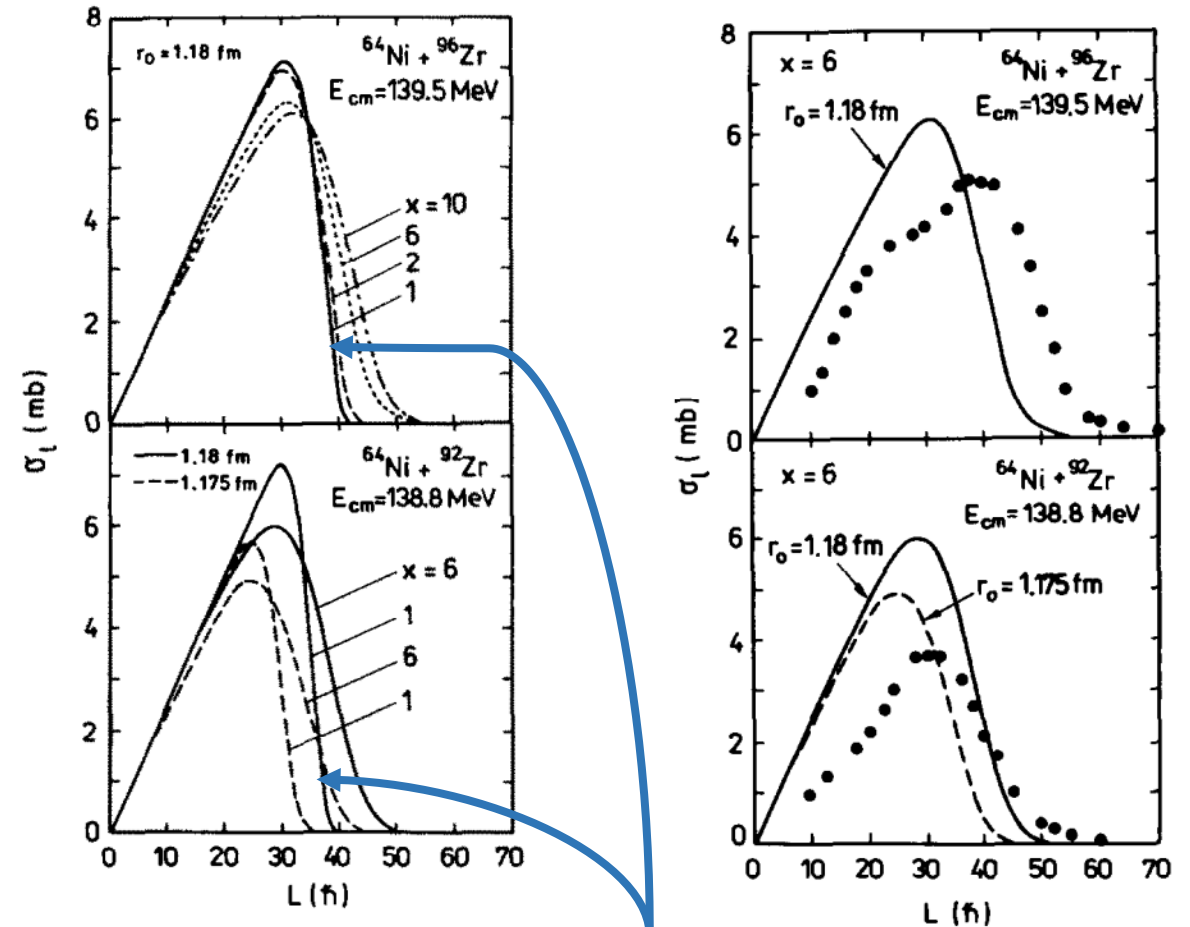 8
6
4
2
0
r₀ = 1.18 fm
⁶⁴Ni + ⁹⁶Zr
E_cm=139.5 MeV
x = 10
6
2
1
σ_l (mb)
6
4
2
0
—1.18 fm
---1.175 fm
⁶⁴Ni + ⁹²Zr
E_cm=138.8 MeV
x = 6
1
6
1
0 10 20 30 40 50 60 70
L (ħ)
8
6
4
2
0
x = 6
⁶⁴Ni + ⁹⁶Zr
E_cm=139.5 MeV
r₀=1.18 fm
σ_l (mb)
6
4
2
0
x = 6
⁶⁴Ni + ⁹²Zr
E_cm= 138.8 MeV
r₀=1.18 fm
r₀ = 1.175 fm
0 10 20 30 40 50 60 70
L (ħ)